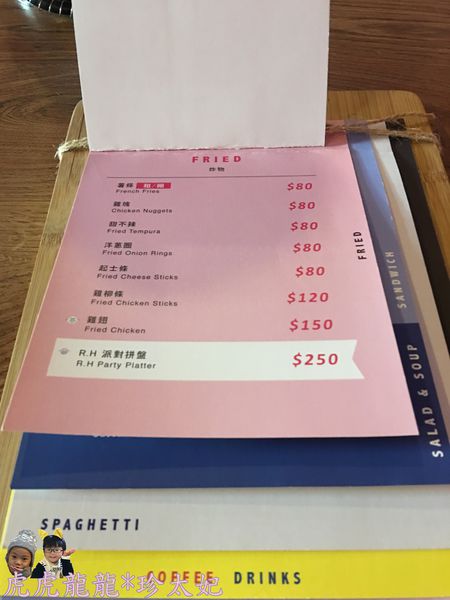 FRIED
炸物
薯條 粗/細 $80
French Fries
雞塊 $80
Chicken Nuggets
甜不辣 $80
Fried Tempura
洋蔥圈 $80
Fried Onion Rings
起士條 $80
Fried Cheese Sticks
雞柳條 $120
Fried Chicken Sticks
雞翅 $150
Fried Chicken
R.H 派對拼盤 $250
R.H Party Platter
FRIED
SANDWICH
SALAD & SOUP
SPAGHETTI
COFFEE DRINKS
虎虎龍龍*珍太妃